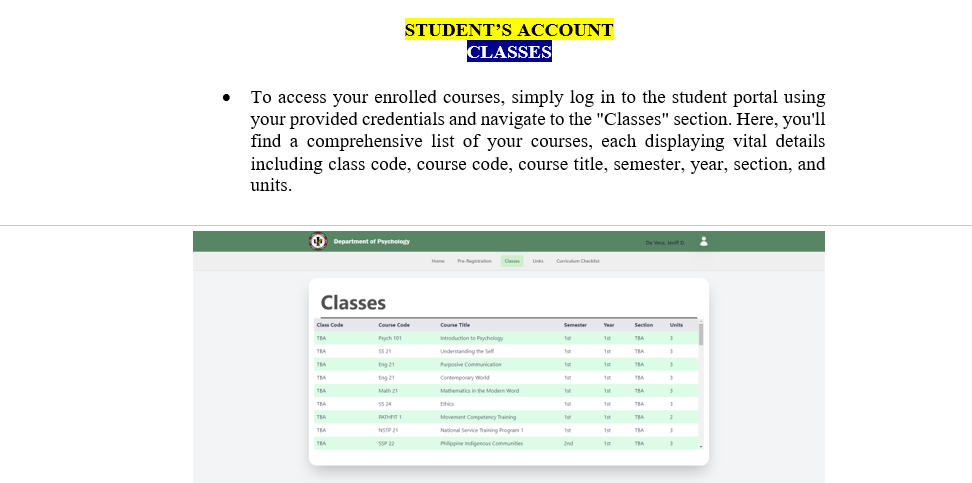 STUDENT’S ACCOUNT
CLASSES
• To access your enrolled courses, simply log in to the student portal using
your provided credentials and navigate to the "Classes" section. Here, you'll
find a comprehensive list of your courses, each displaying vital details
including class code, course code, course title, semester, year, section, and
units.
Department of Psychology De Vera, D.
Home Pre-Registration Classes Links Curriculum Checklist
Classes
Class Code Course Code Course Title Semester Year Section Units
TBA Psych 101 Introduction to Psychology 1st 1st TBA 3
TBA SS 21 Understanding the Self 1st 1st TBA 3
TBA Eng 21 Purposive Communication 1st 1st TBA 3
TBA Eng 21 Contemporary World 1st 1st TBA 3
TBA Math 21 Mathematics in the Modern Word 1st 1st TBA 3
TBA SS 24 Ethics 1st 1st TBA 3
TBA PATHFIT 1 Movement Competency Training 1st 1st TBA 2
TBA NSTP 21 National Service Training Program 1 1st 1st TBA 3
TBA SSP 22 Philippine Indigenous Communities 2nd 1st TBA 3